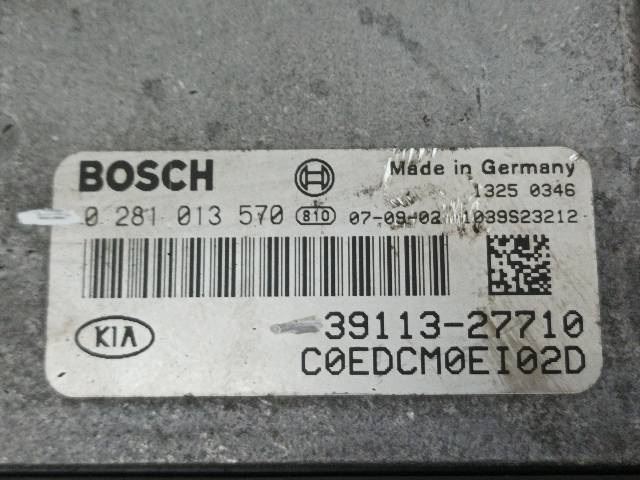 BOSCH Made in Germany
1325 0346
0 281 013 570 810 07-09-02 1039S23212
KIA 39113-27710
C0EDCM0EI02D